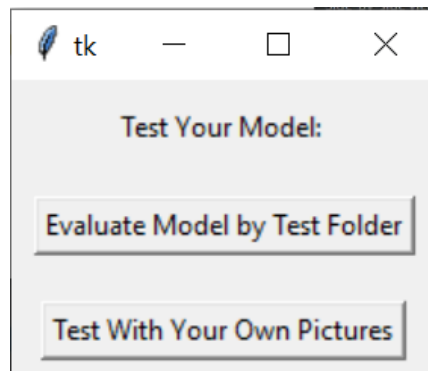 tk
Test Your Model:
Evaluate Model by Test Folder
Test With Your Own Pictures